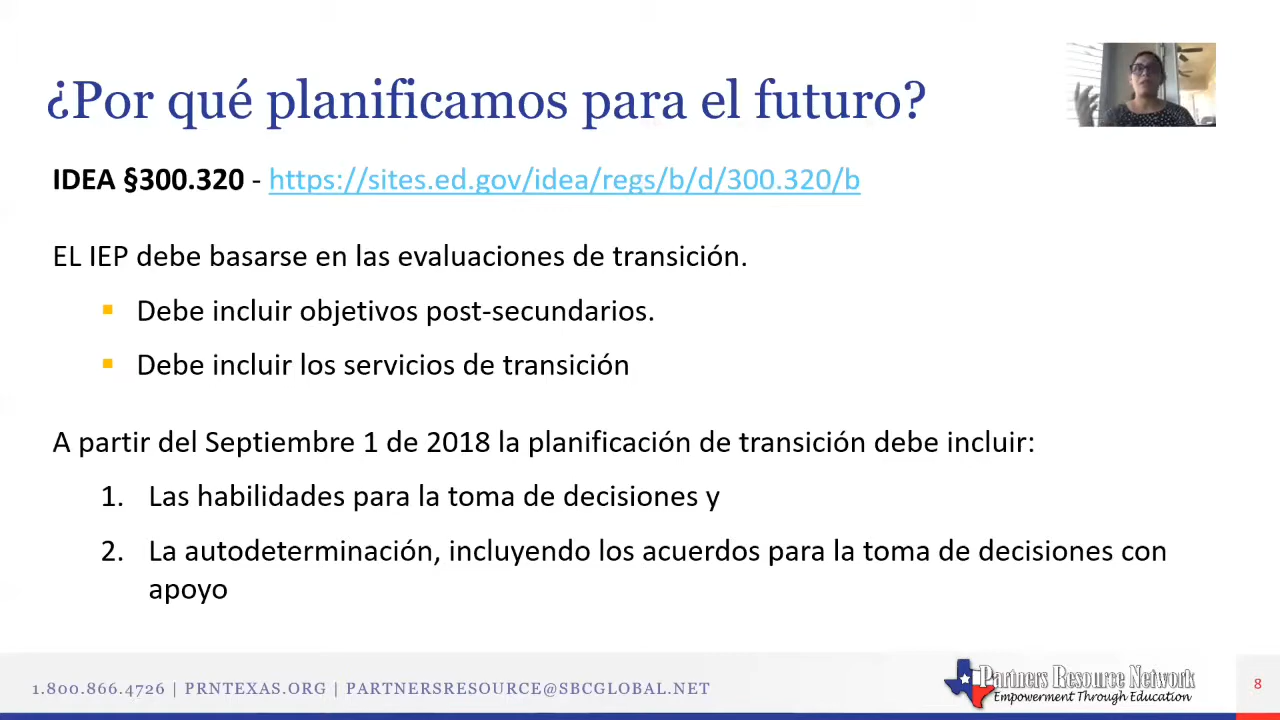 ¿Por qué planificamos para el futuro?
IDEA §300.320 - https://sites.ed.gov/idea/regs/b/d/300.320/b
EL IEP debe basarse en las evaluaciones de transición.
Debe incluir objetivos post-secundarios.
Debe incluir los servicios de transición
A partir del Septiembre 1 de 2018 la planificación de transición debe incluir:
1. Las habilidades para la toma de decisiones y
2. La autodeterminación, incluyendo los acuerdos para la toma de decisiones con
apoyo
1.800.866.4726 | PRNTEXAS.ORG | PARTNERSRESOURCE@SBCGLOBAL.NET
Partners Resource Network
Empowerment Through Education
8